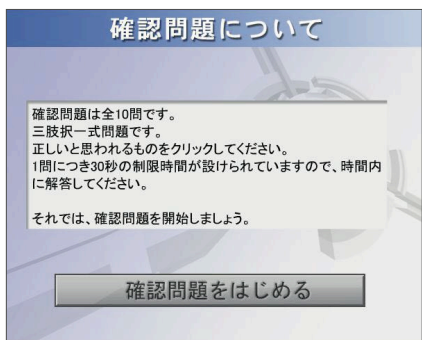 確認問題について
確認問題は全10問です。
三肢択一式問題です。
正しいと思われるものをクリックしてください。
1問につき30秒の制限時間が設けられていますので、時間内
に解答してください。
それでは、確認問題を開始しましょう。
確認問題をはじめる